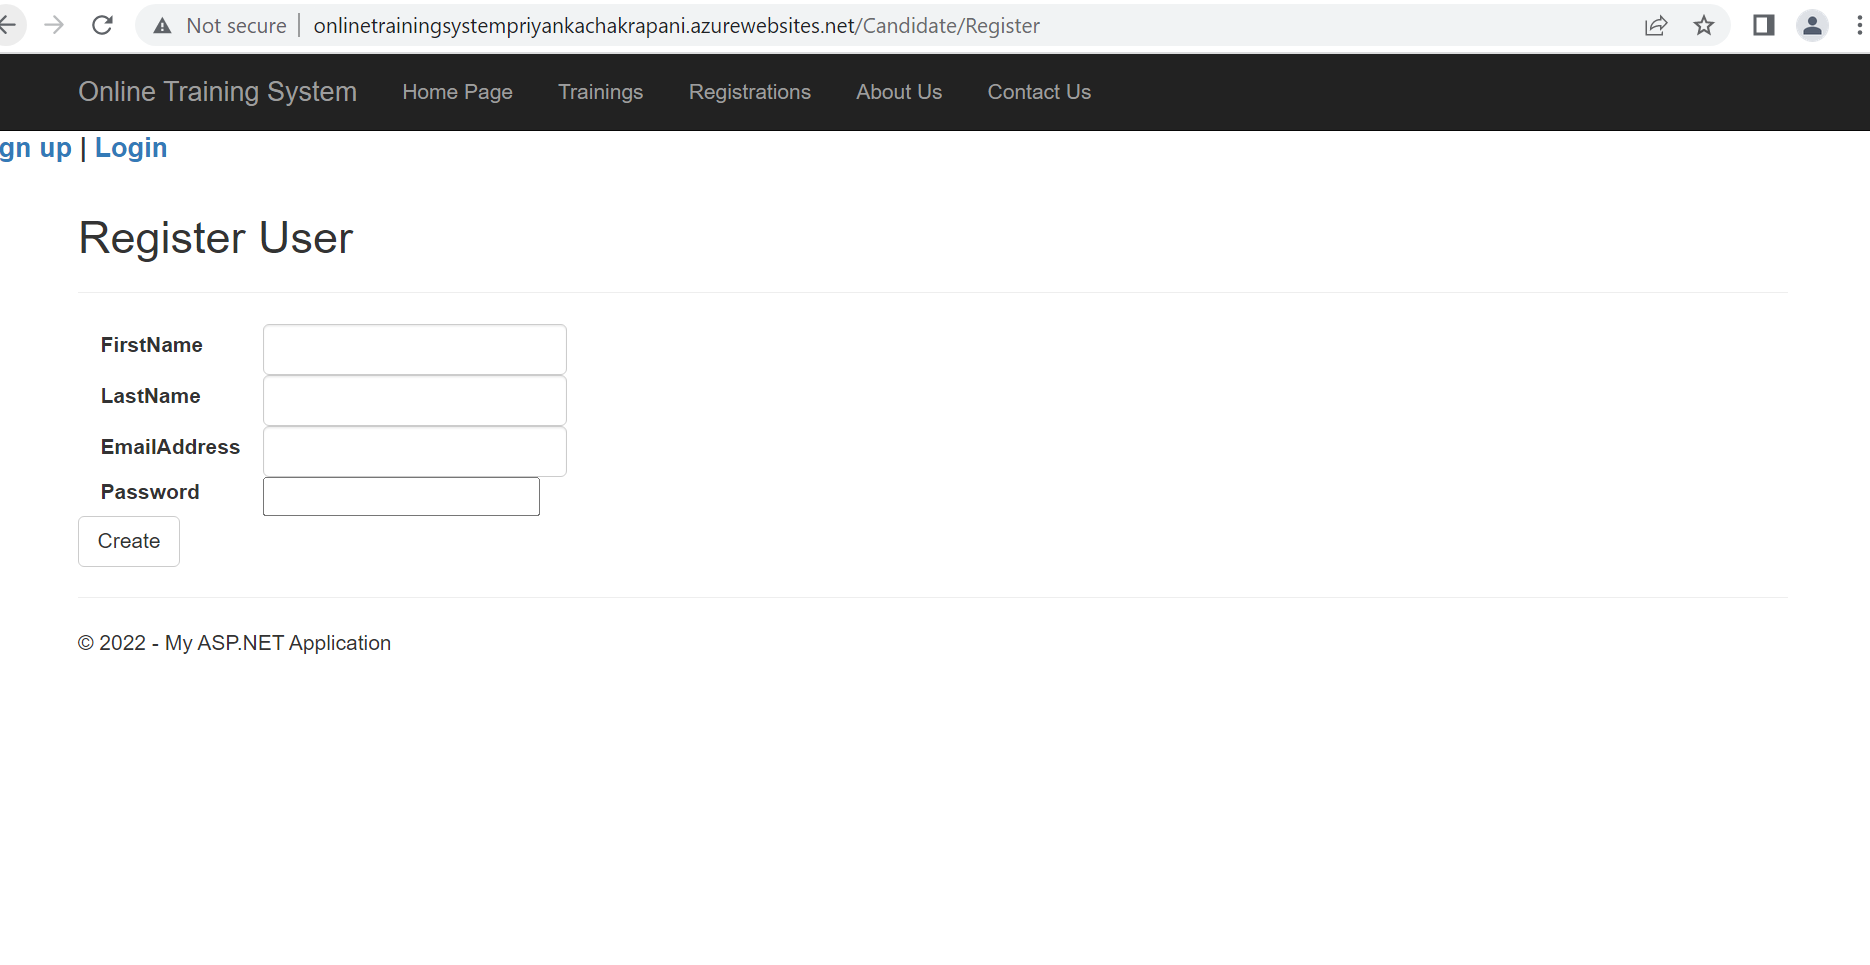 Not secure | onlinetrainingsystempriyankachakrapani.azurewebsites.net/Candidate/Register
Online Training System Home Page Trainings Registrations About Us Contact Us
gn up | Login
Register User
FirstName
LastName
EmailAddress
Password
Create
© 2022 - My ASP.NET Application